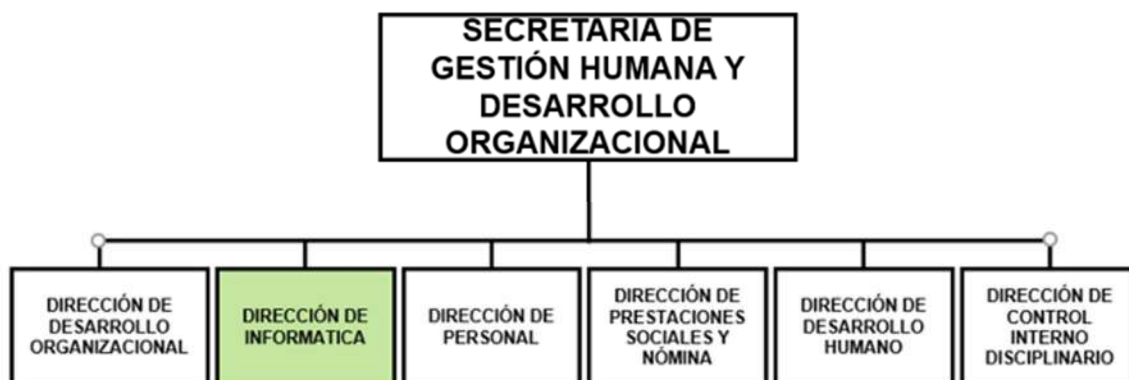 SECRETARIA DE
GESTIÓN HUMANA Y
DESARROLLO
ORGANIZACIONAL
DIRECCIÓN DE
DESARROLLO
ORGANIZACIONAL
DIRECCIÓN DE
INFORMATICA
DIRECCIÓN DE
PERSONAL
DIRECCIÓN DE
PRESTACIONES
SOCIALES Y
NÓMINA
DIRECCIÓN DE
DESARROLLO
HUMANO
DIRECCIÓN DE
CONTROL
INTERNO
DISCIPLINARIO